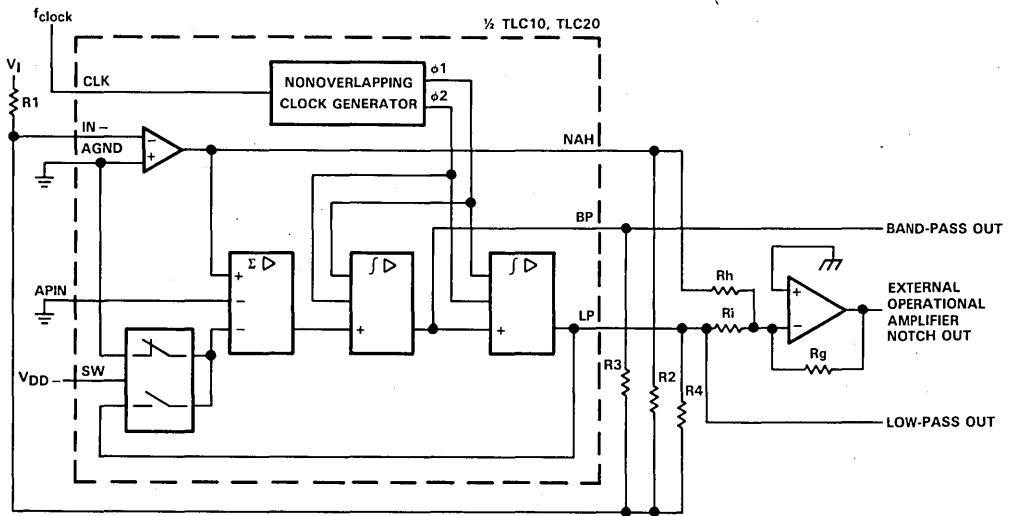 fclock
½ TLC10, TLC20
VI
CLK
NONOVERLAPPING
CLOCK GENERATOR
ϕ1
ϕ2
R1
IN −
AGND
− +
NAH
BP
BAND-PASS OUT
Σ ▷
∫ ▷
∫ ▷
+
−
−
+
+
APIN
LP
Rh
Ri
+
−
Rg
EXTERNAL
OPERATIONAL
AMPLIFIER
NOTCH OUT
VDD −
SW
R3
R2
R4
LOW-PASS OUT